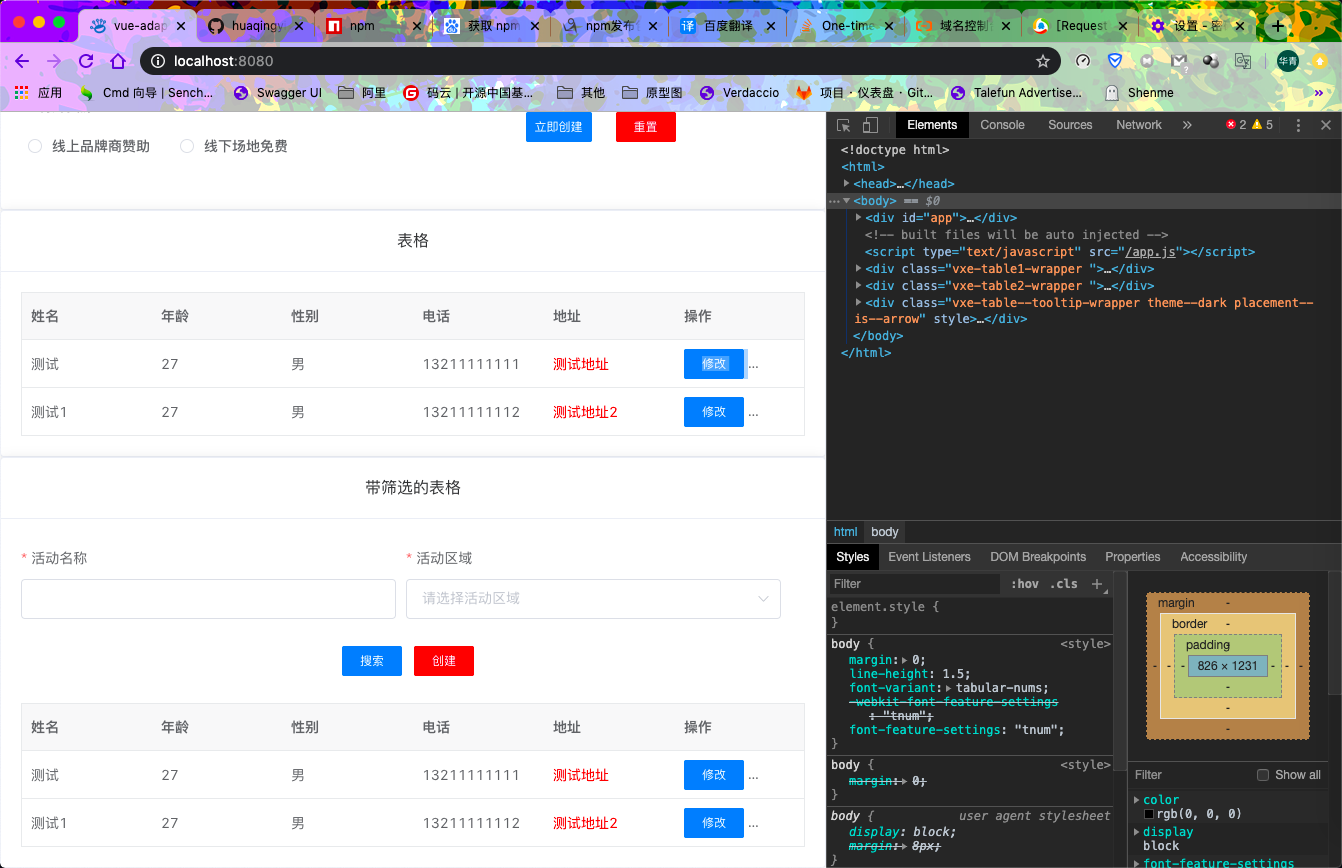 vue-adap
huaqingy
npm
获取 npm
npm发布
百度翻译
One-time
域名控制
[Request
设置 - 密
localhost:8080
华青
应用
Cmd 向导 | Sench...
Swagger UI
阿里
码云 | 开源中国基...
其他
原型图
Verdaccio
项目 · 仪表盘 · Git...
Talefun Advertise...
Shenme
»
立即创建
重置
线上品牌商赞助
线下场地免费
表格
姓名 年龄 性别 电话 地址 操作
测试 27 男 13211111111 测试地址 修改 ...
测试1 27 男 13211111112 测试地址2 修改 ...
带筛选的表格
* 活动名称
* 活动区域
请选择活动区域
搜索
创建
姓名 年龄 性别 电话 地址 操作
测试 27 男 13211111111 测试地址 修改 ...
测试1 27 男 13211111112 测试地址2 修改 ...
Elements Console Sources Network » 2 5
<!doctype html>
<html>
<head>…</head>
…<body> == $0
<div id="app">…</div>
<!-- built files will be auto injected -->
<script type="text/javascript" src="/app.js"></script>
<div class="vxe-table1-wrapper ">…</div>
<div class="vxe-table2-wrapper ">…</div>
<div class="vxe-table--tooltip-wrapper theme--dark placement--
is--arrow" style>…</div>
</body>
</html>
html body
Styles Event Listeners DOM Breakpoints Properties Accessibility
Filter :hov .cls +
element.style {
}
body { <style>
margin: 0;
line-height: 1.5;
font-variant: tabular-nums;
-webkit-font-feature-settings
: "tnum";
font-feature-settings: "tnum";
}
body { <style>
margin: 0;
}
body { user agent stylesheet
display: block;
margin: 8px;
}
margin -
border -
padding -
- - - 826 × 1231 - - -
-
-
-
Filter Show all
color
rgb(0, 0, 0)
display
block
font-feature-settings